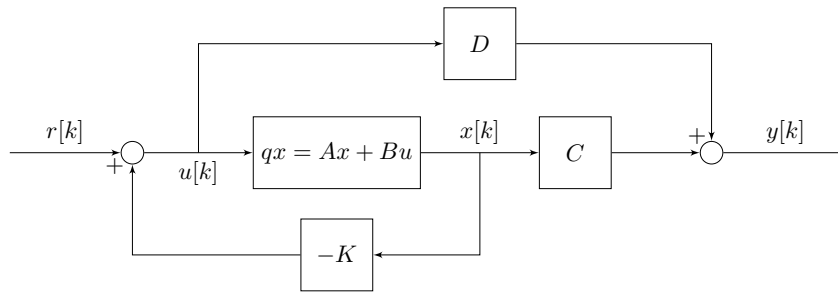 D
r[k]
+
u[k]
qx = Ax + Bu
x[k]
C
+
y[k]
−K